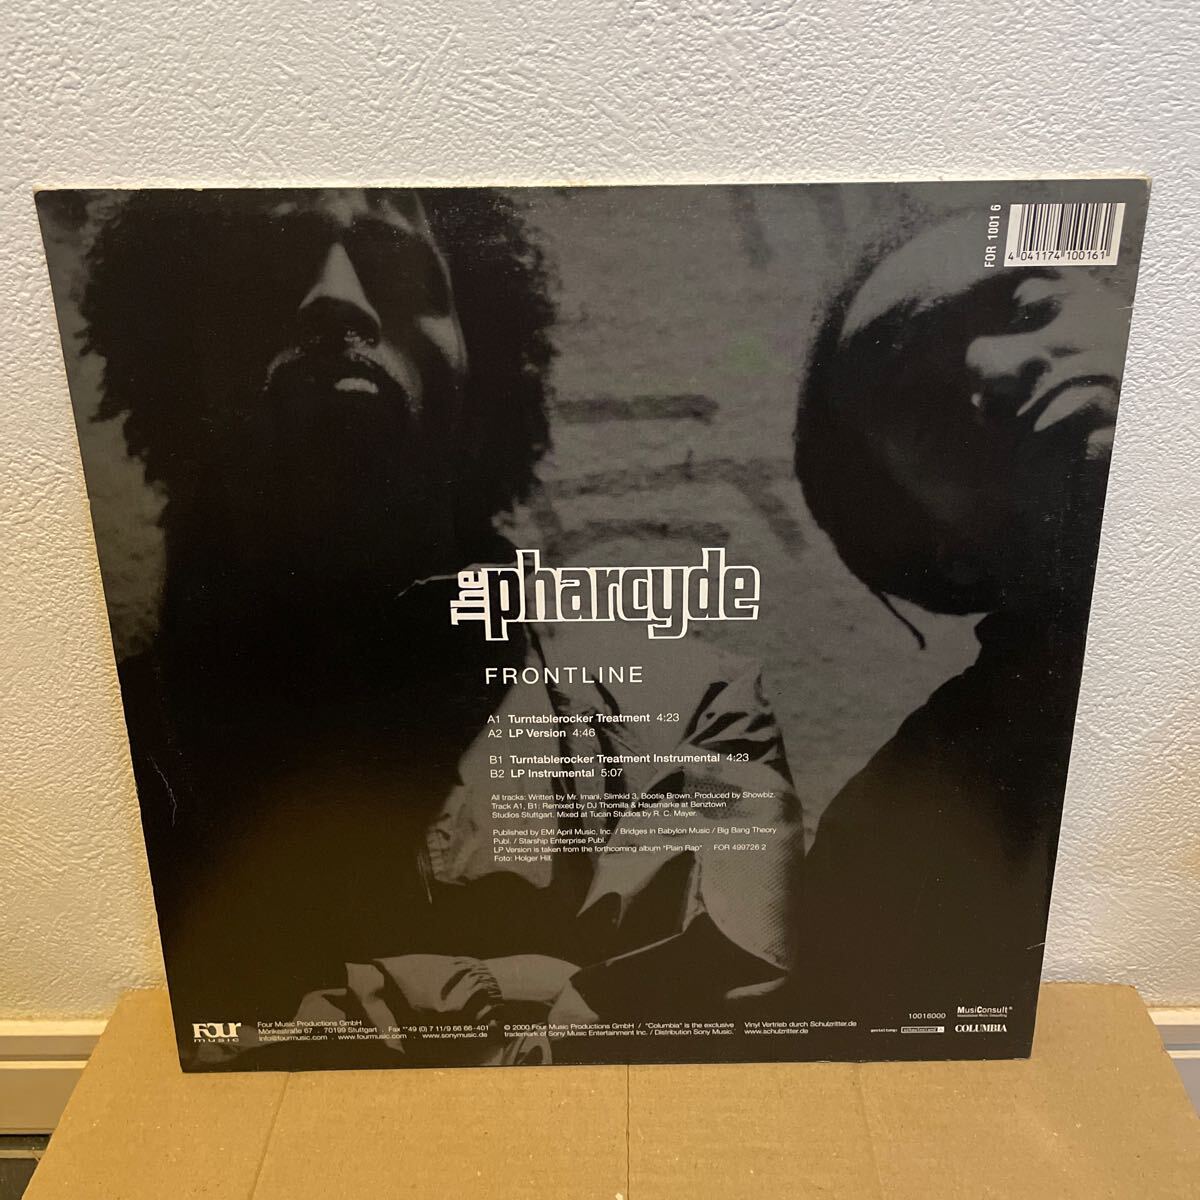 FOR 1001 6
4 041174 100161
The pharcyde
FRONTLINE
A1 Turntablerocker Treatment 4:23
A2 LP Version 4:46
B1 Turntablerocker Treatment Instrumental 4:23
B2 LP Instrumental 5:07
All tracks: Written by Mr. Imani, Slimkid 3, Bootie Brown. Produced by Showbiz.
Track A1, B1: Remixed by DJ Thomilla & Hausmarke at Benztown
Studios Stuttgart. Mixed at Tucan Studios by R. C. Mayer.
Published by EMI April Music, Inc. / Bridges in Babylon Music / Big Bang Theory
Publ. / Starship Enterprise Publ.
LP Version is taken from the forthcoming album "Plain Rap" . FOR 499726 2
Foto: Holger Hill.
Four music
Four Music Productions GmbH
Mörikestraße 67 . 70199 Stuttgart . Fax **49 (0) 7 11/9 66 66-401
info@fourmusic.com . www.fourmusic.com . www.sonymusic.de
© 2000 Four Music Productions GmbH / "Columbia" is the exclusive
trademark of Sony Music Entertainment Inc. / Distribution Sony Music.
Vinyl Vertrieb durch Schulzritter.de
www.schulzritter.de
10016000
MusiConsult
COLUMBIA